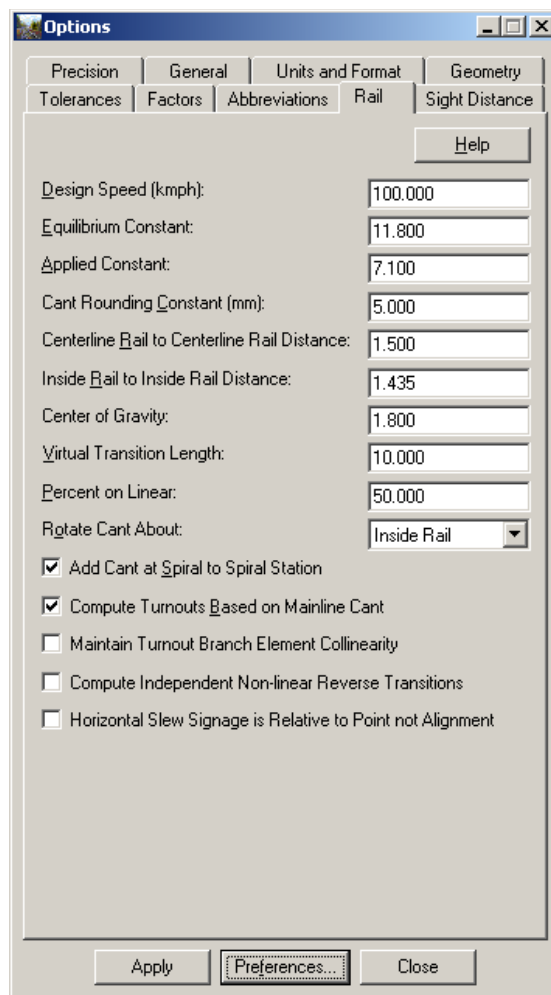 Options
Precision General Units and Format Geometry
Tolerances Factors Abbreviations Rail Sight Distance
Help
Design Speed (kmph): 100.000
Equilibrium Constant: 11.800
Applied Constant: 7.100
Cant Rounding Constant (mm): 5.000
Centerline Rail to Centerline Rail Distance: 1.500
Inside Rail to Inside Rail Distance: 1.435
Center of Gravity: 1.800
Virtual Transition Length: 10.000
Percent on Linear: 50.000
Rotate Cant About: Inside Rail
Add Cant at Spiral to Spiral Station
Compute Turnouts Based on Mainline Cant
Maintain Turnout Branch Element Collinearity
Compute Independent Non-linear Reverse Transitions
Horizontal Slew Signage is Relative to Point not Alignment
Apply Preferences... Close